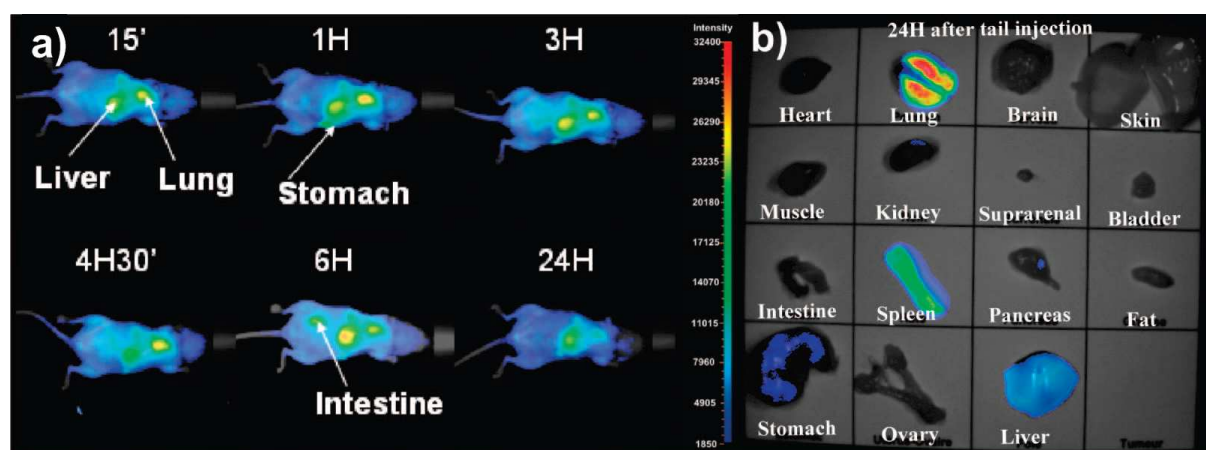 a)
15'
1H
3H
Liver
Lung
Stomach
4H30'
6H
24H
Intestine
Intensity
32400
29345
26290
23235
20180
17125
14070
11015
7960
4905
1850
b)
24H after tail injection
Heart
Lung
Brain
Skin
Muscle
Kidney
Suprarenal
Bladder
Intestine
Spleen
Pancreas
Fat
Stomach
Ovary
Liver
Tumour